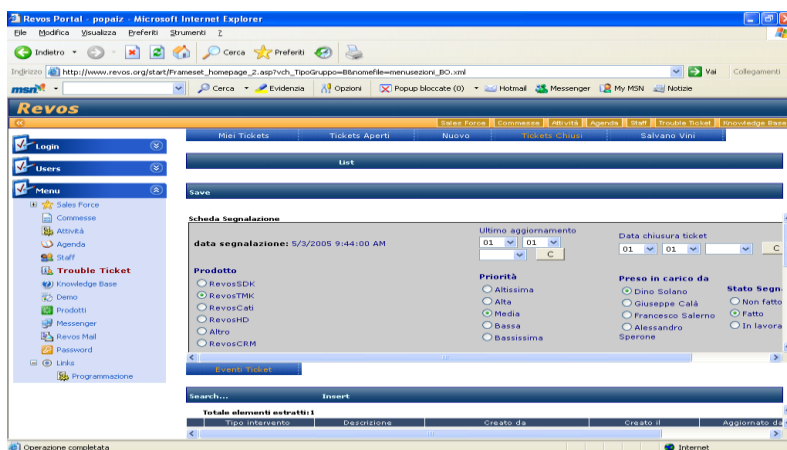 Revos Portal - popaiz - Microsoft Internet Explorer
File Modifica Visualizza Preferiti Strumenti ?
Indietro Cerca Preferiti
Indirizzo http://www.revos.org/start/Frameset_homepage_2.asp?vch_TipoGruppo=BB&nomefile=menusezioni_BO.xml Vai Collegamenti
msn Cerca Evidenzia Opzioni Popup bloccate (0) Hotmail Messenger My MSN Notizie
Revos
Sales Force Commesse Attività Agenda Staff Trouble Ticket Knowledge Base
Miei Tickets Tickets Aperti Nuovo Tickets Chiusi Salvano Vini
Login
Users
Menu
Sales Force
Commesse
Attività
Agenda
Staff
Trouble Ticket
Knowledge Base
Demo
Prodotti
Messenger
Revos Mail
Password
Links
Programmazione
List
Save
Scheda Segnalazione
data segnalazione: 5/3/2005 9:44:00 AM
Ultimo aggiornamento
01 01
C
Data chiusura ticket
01 01 C
Prodotto
RevosSDK
RevosTMK
RevosCati
RevosHD
Altro
RevosCRM
Priorità
Altissima
Alta
Media
Bassa
Bassissima
Preso in carico da
Dino Solano
Giuseppe Calà
Francesco Salerno
Alessandro
Sperone
Stato Segn
Non fatto
Fatto
In lavora
Eventi Ticket
Search... Insert
Totale elementi estratti:1
Tipo intervento Descrizione Creato da Creato il Aggiornato da
Operazione completata Internet